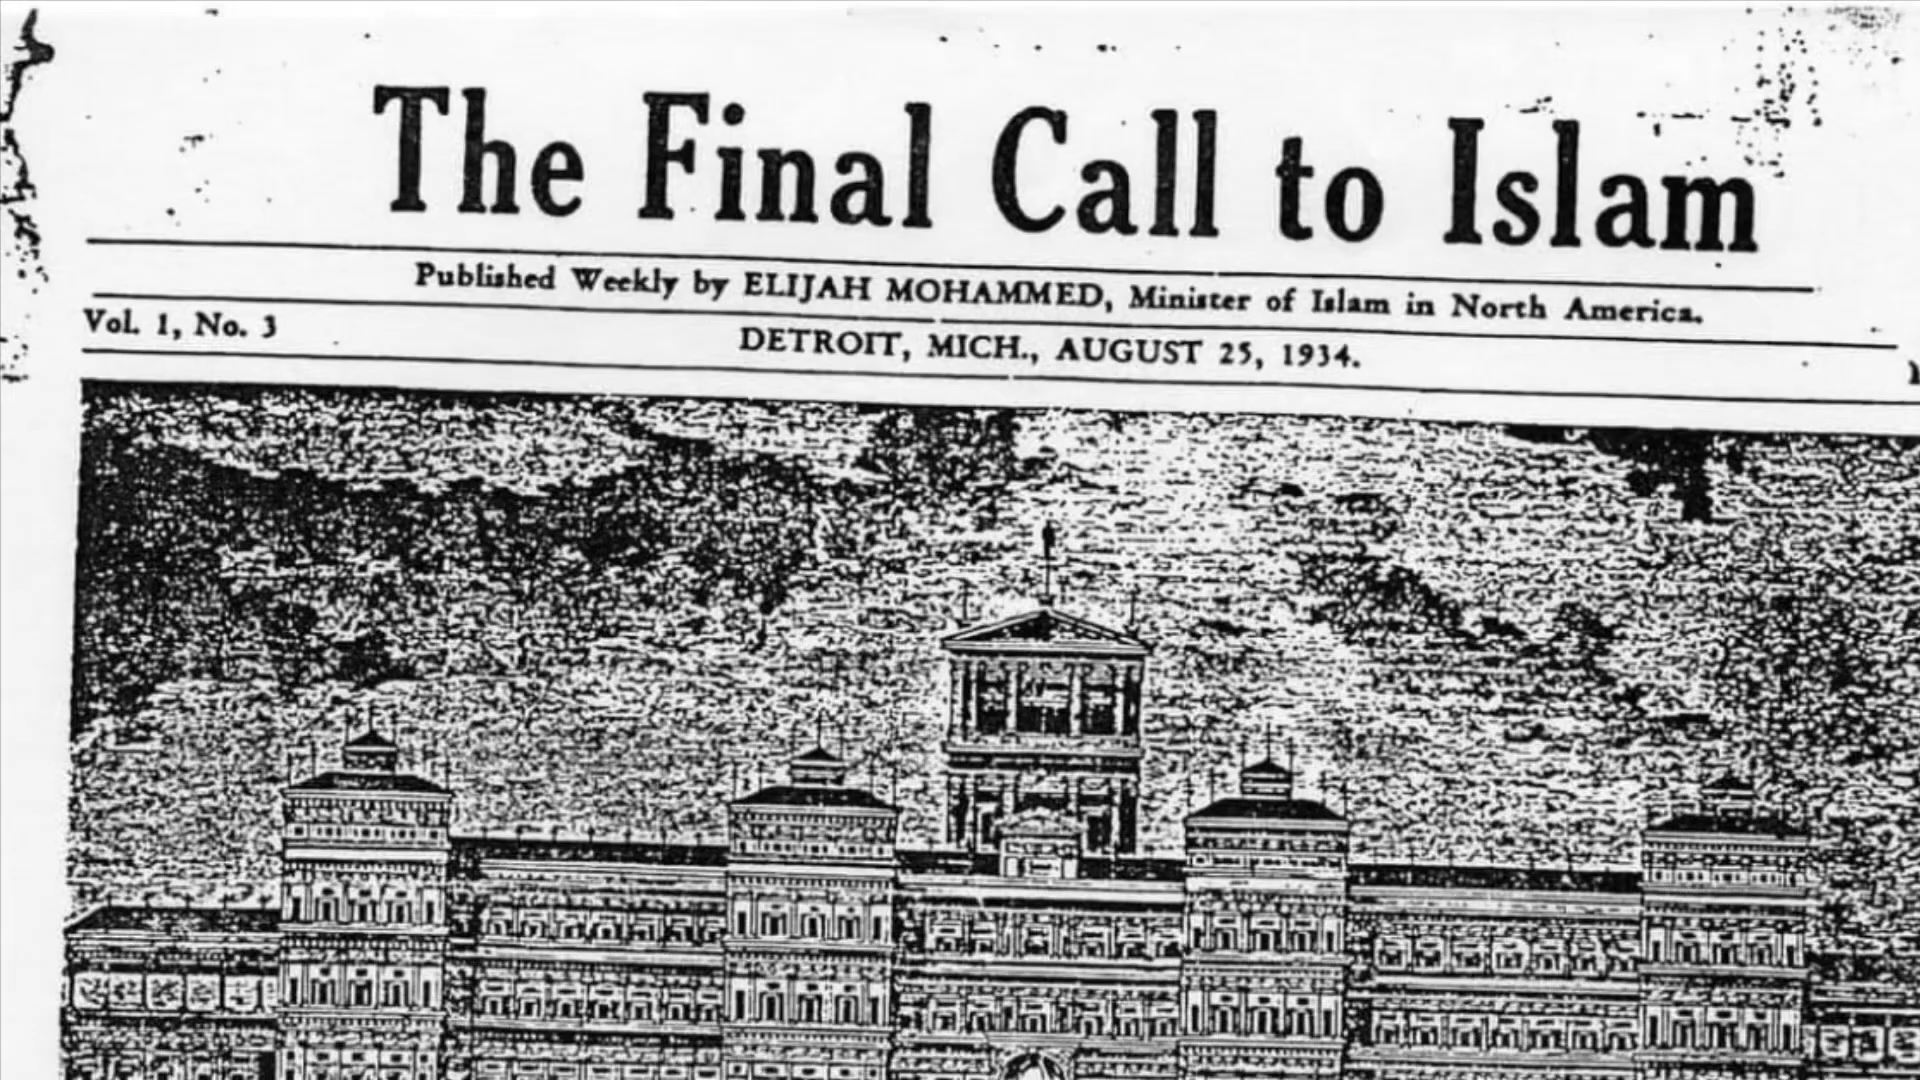 The Final Call to Islam
Published Weekly by ELIJAH MOHAMMED, Minister of Islam in North America.
Vol. 1, No. 3
DETROIT, MICH., AUGUST 25, 1934.